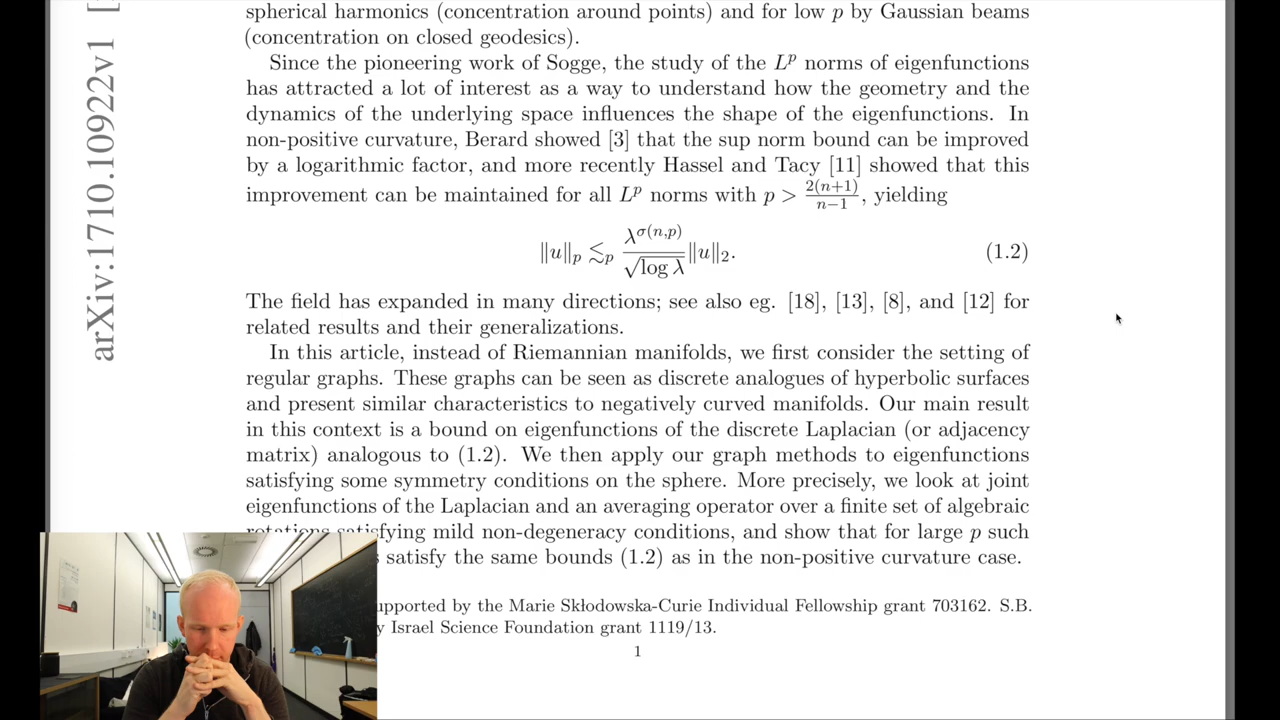 spherical harmonics (concentration around points) and for low p by Gaussian beams
(concentration on closed geodesics).
Since the pioneering work of Sogge, the study of the Lᵖ norms of eigenfunctions
has attracted a lot of interest as a way to understand how the geometry and the
dynamics of the underlying space influences the shape of the eigenfunctions. In
non-positive curvature, Berard showed [3] that the sup norm bound can be improved
by a logarithmic factor, and more recently Hassel and Tacy [11] showed that this
improvement can be maintained for all Lᵖ norms with p > 2(n+1)/n−1, yielding
‖u‖ₚ ≲ₚ λ^σ(n,p)/√log λ ‖u‖₂. (1.2)
The field has expanded in many directions; see also eg. [18], [13], [8], and [12] for
related results and their generalizations.
In this article, instead of Riemannian manifolds, we first consider the setting of
regular graphs. These graphs can be seen as discrete analogues of hyperbolic surfaces
and present similar characteristics to negatively curved manifolds. Our main result
in this context is a bound on eigenfunctions of the discrete Laplacian (or adjacency
matrix) analogous to (1.2). We then apply our graph methods to eigenfunctions
satisfying some symmetry conditions on the sphere. More precisely, we look at joint
eigenfunctions of the Laplacian and an averaging operator over a finite set of algebraic
rotations satisfying mild non-degeneracy conditions, and show that for large p such
satisfy the same bounds (1.2) as in the non-positive curvature case.
upported by the Marie Skłodowska-Curie Individual Fellowship grant 703162. S.B.
y Israel Science Foundation grant 1119/13.
1
arXiv:1710.10922v1 [